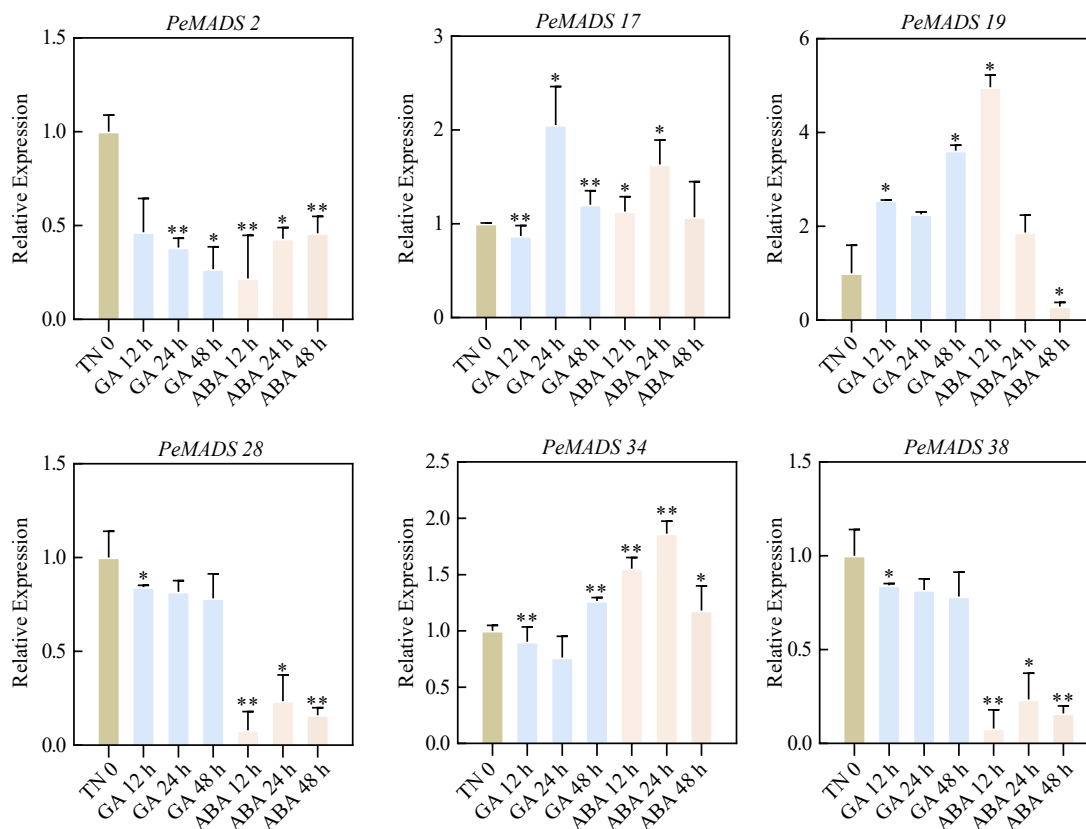 PeMADS 2
Relative Expression
1.5
1.0
0.5
0.0
**
*
**
*
**
TN 0
GA 12 h
GA 24 h
GA 48 h
ABA 12 h
ABA 24 h
ABA 48 h
PeMADS 17
Relative Expression
3
2
1
0
**
*
**
*
*
TN 0
GA 12 h
GA 24 h
GA 48 h
ABA 12 h
ABA 24 h
ABA 48 h
PeMADS 19
Relative Expression
6
4
2
0
*
*
*
*
TN 0
GA 12 h
GA 24 h
GA 48 h
ABA 12 h
ABA 24 h
ABA 48 h
PeMADS 28
Relative Expression
1.5
1.0
0.5
0.0
*
**
*
**
TN 0
GA 12 h
GA 24 h
GA 48 h
ABA 12 h
ABA 24 h
ABA 48 h
PeMADS 34
Relative Expression
2.5
2.0
1.5
1.0
0.5
0.0
**
**
**
**
*
TN 0
GA 12 h
GA 24 h
GA 48 h
ABA 12 h
ABA 24 h
ABA 48 h
PeMADS 38
Relative Expression
1.5
1.0
0.5
0.0
*
**
*
**
TN 0
GA 12 h
GA 24 h
GA 48 h
ABA 12 h
ABA 24 h
ABA 48 h